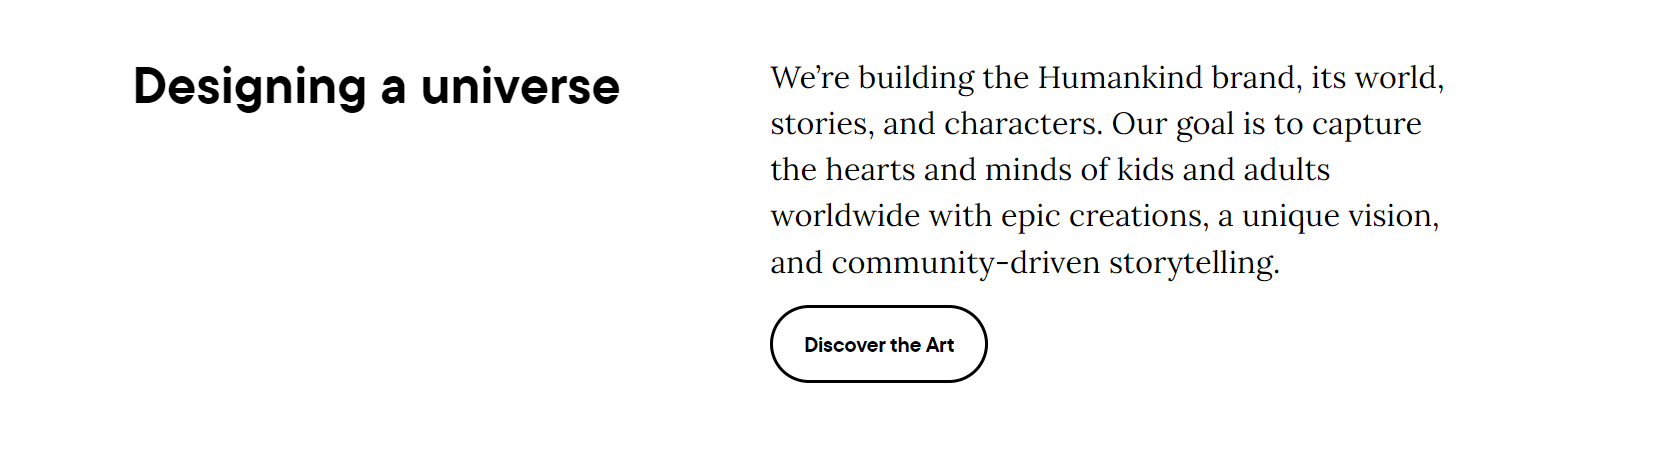 Designing a universe
We’re building the Humankind brand, its world,
stories, and characters. Our goal is to capture
the hearts and minds of kids and adults
worldwide with epic creations, a unique vision,
and community-driven storytelling.
Discover the Art